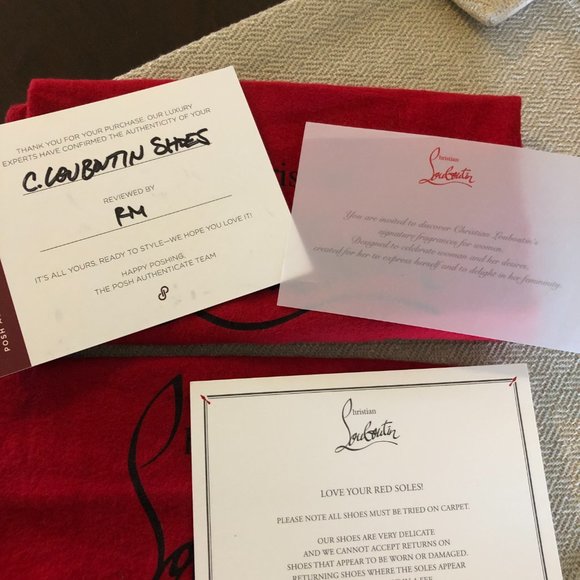 THANK YOU FOR YOUR PURCHASE. OUR LUXURY
EXPERTS HAVE CONFIRMED THE AUTHENTICITY OF YOUR
C. LOUBOUTIN SHOES
REVIEWED BY
RM
IT'S ALL YOURS, READY TO STYLE—WE HOPE YOU LOVE IT!
HAPPY POSHING,
THE POSH AUTHENTICATE TEAM
POSH
Christian
Louboutin
You are invited to discover Christian Louboutin's
signature fragrances for women.
Designed to celebrate women and her desires,
created for her to express herself and to delight in her femininity.
Christian
Louboutin
LOVE YOUR RED SOLES!
PLEASE NOTE ALL SHOES MUST BE TRIED ON CARPET.
OUR SHOES ARE VERY DELICATE
AND WE CANNOT ACCEPT RETURNS ON
SHOES THAT APPEAR TO BE WORN OR DAMAGED.
RETURNING SHOES WHERE THE SOLES APPEAR